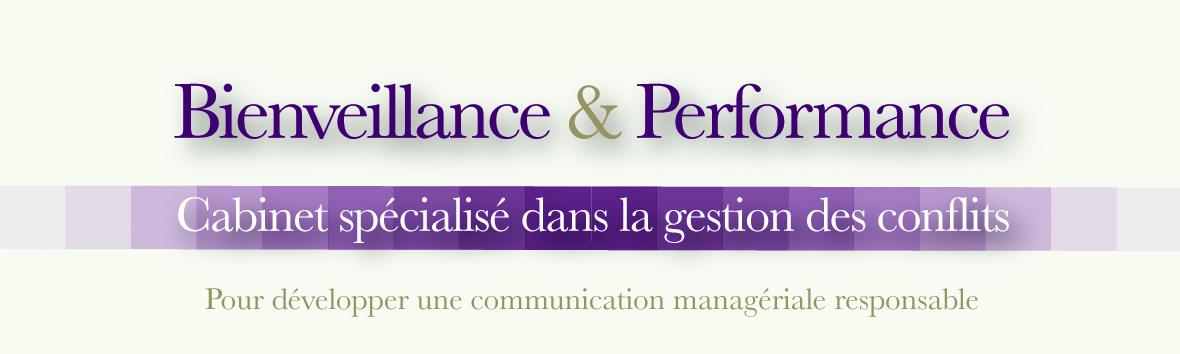 Bienveillance & Performance
Cabinet spécialisé dans la gestion des conflits
Pour développer une communication managériale responsable